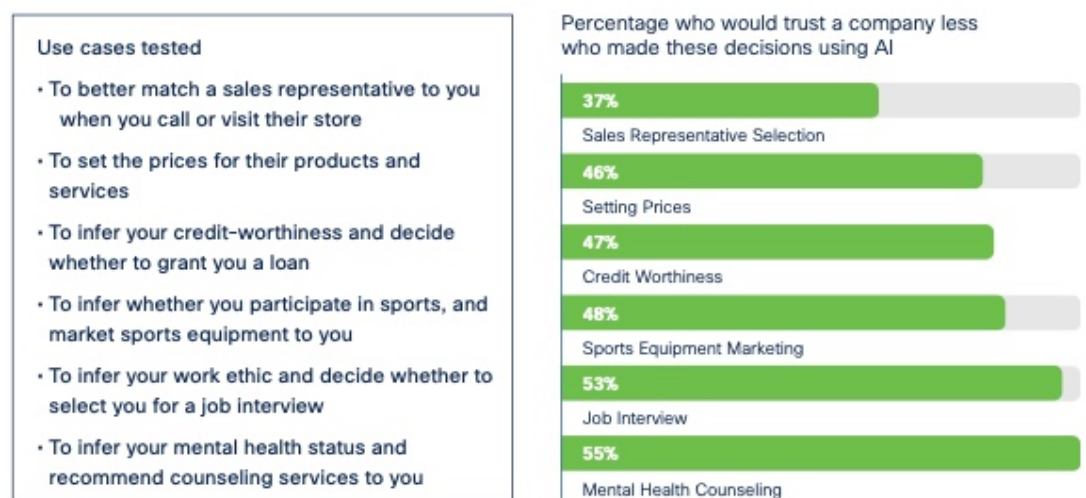 Use cases tested
· To better match a sales representative to you
when you call or visit their store
· To set the prices for their products and
services
· To infer your credit-worthiness and decide
whether to grant you a loan
· To infer whether you participate in sports, and
market sports equipment to you
· To infer your work ethic and decide whether to
select you for a job interview
· To infer your mental health status and
recommend counseling services to you
Percentage who would trust a company less
who made these decisions using AI
37%
Sales Representative Selection
46%
Setting Prices
47%
Credit Worthiness
48%
Sports Equipment Marketing
53%
Job Interview
55%
Mental Health Counseling